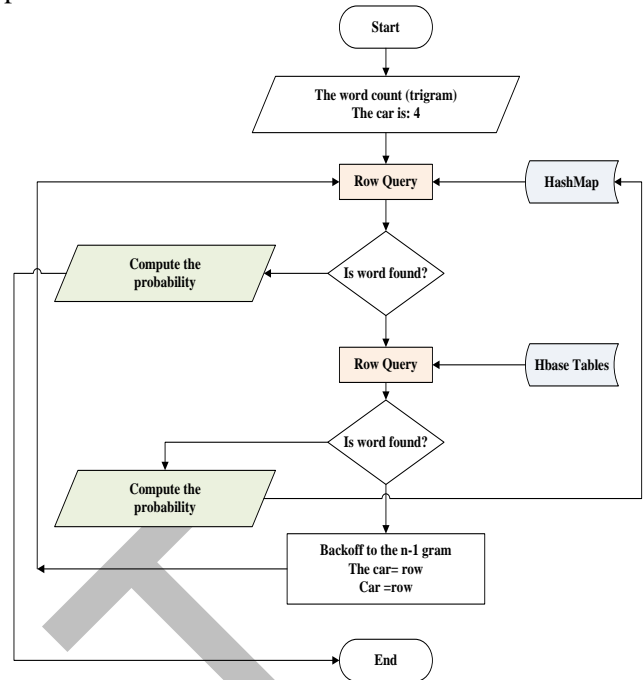 Start
The word count (trigram)
The car is: 4
Row Query
HashMap
Compute the
probability
Is word found?
Row Query
Hbase Tables
Is word found?
Compute the
probability
Backoff to the n-1 gram
The car= row
Car =row
End